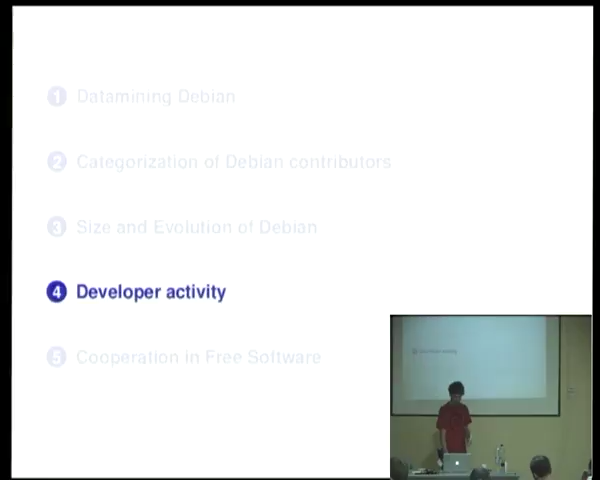 1 Datamining Debian
2 Categorization of Debian contributors
3 Size and Evolution of Debian
4 Developer activity
5 Cooperation in Free Software